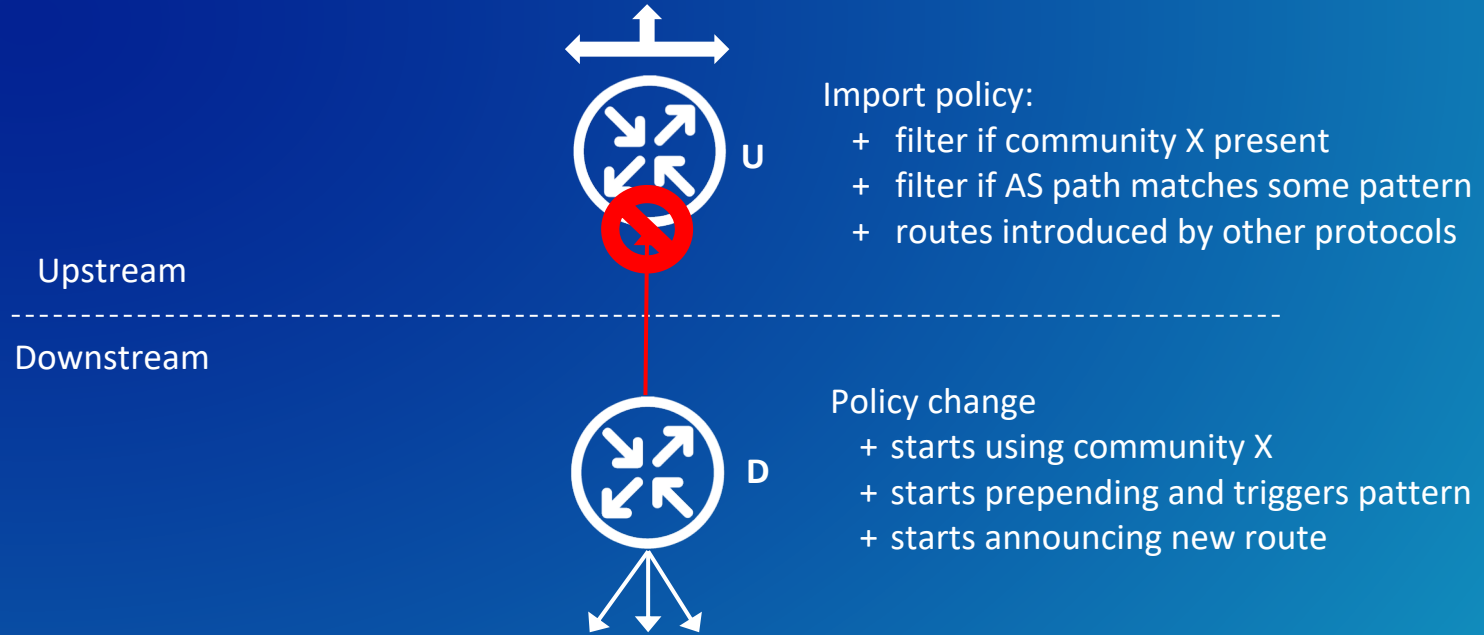 Import policy:
+ filter if community X present
U
+ filter if AS path matches some pattern
+ routes introduced by other protocols
Upstream
Downstream
Policy change
+ starts using community X
D
+ starts prepending and triggers pattern
+ starts announcing new route